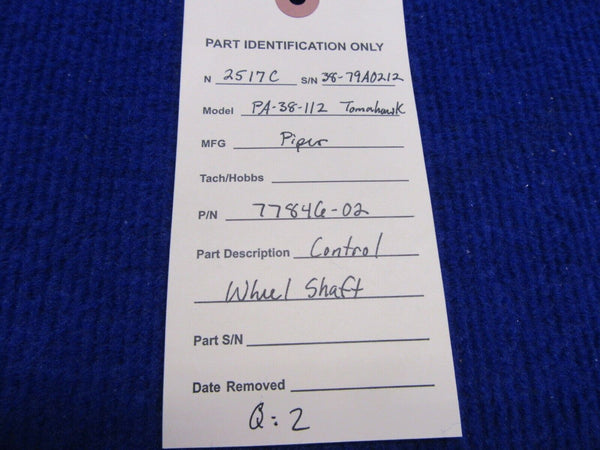 PART IDENTIFICATION ONLY
N 2517C S/N 38-79A0212
Model PA-38-112 Tomahawk
MFG Piper
Tach/Hobbs
P/N 77846-02
Part Description Control
Wheel Shaft
Part S/N
Date Removed
Q: 2